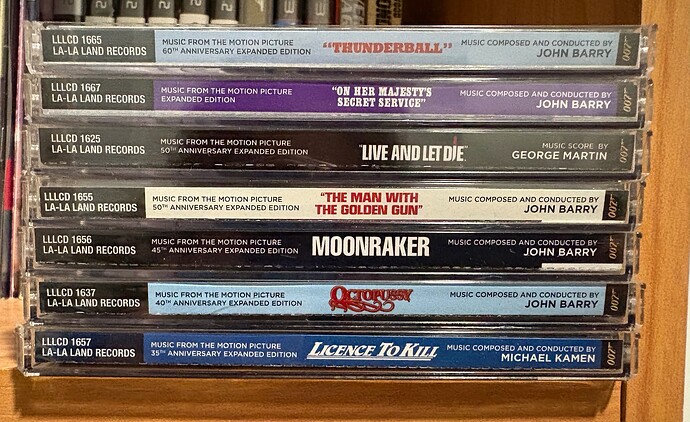 LLLCD 1665
LA-LA LAND RECORDS
MUSIC FROM THE MOTION PICTURE
60TH ANNIVERSARY EXPANDED EDITION
"THUNDERBALL"
MUSIC COMPOSED AND CONDUCTED BY
JOHN BARRY
007
LLLCD 1667
LA-LA LAND RECORDS
MUSIC FROM THE MOTION PICTURE
EXPANDED EDITION
"ON HER MAJESTY'S
SECRET SERVICE"
MUSIC COMPOSED AND CONDUCTED BY
JOHN BARRY
007
LLLCD 1625
LA-LA LAND RECORDS
MUSIC FROM THE MOTION PICTURE
50TH ANNIVERSARY EXPANDED EDITION
"LIVE AND LET DIE"
MUSIC SCORE BY
GEORGE MARTIN
007
LLLCD 1655
LA-LA LAND RECORDS
MUSIC FROM THE MOTION PICTURE
50TH ANNIVERSARY EXPANDED EDITION
"THE MAN WITH
THE GOLDEN GUN"
MUSIC COMPOSED AND CONDUCTED BY
JOHN BARRY
007
LLLCD 1656
LA-LA LAND RECORDS
MUSIC FROM THE MOTION PICTURE
45TH ANNIVERSARY EXPANDED EDITION
MOONRAKER
MUSIC COMPOSED AND CONDUCTED BY
JOHN BARRY
007
LLLCD 1637
LA-LA LAND RECORDS
MUSIC FROM THE MOTION PICTURE
40TH ANNIVERSARY EXPANDED EDITION
OCTOPUSSY
MUSIC COMPOSED AND CONDUCTED BY
JOHN BARRY
007
LLLCD 1657
LA-LA LAND RECORDS
MUSIC FROM THE MOTION PICTURE
35TH ANNIVERSARY EXPANDED EDITION
LICENCE TO KILL
MUSIC COMPOSED AND CONDUCTED BY
MICHAEL KAMEN
007